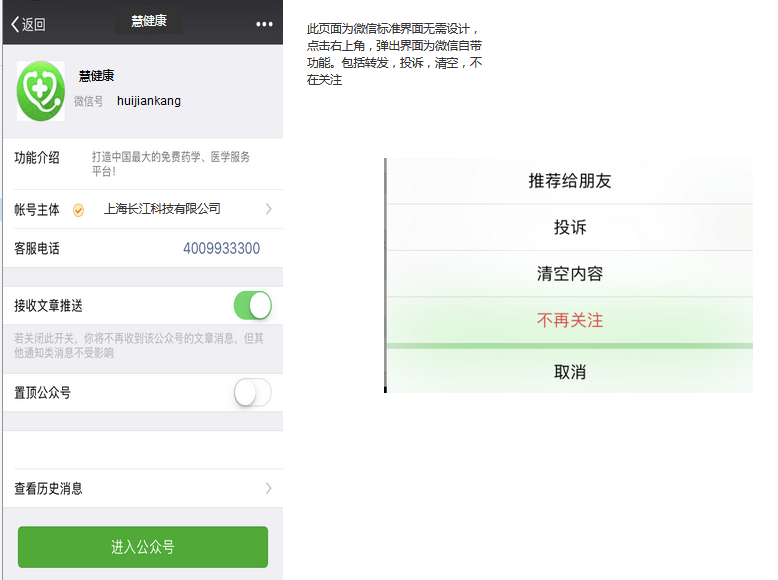 返回
慧健康
慧健康
微信号 huijiankang
功能介绍 打造中国最大的免费药学、医学服务
平台！
帐号主体 上海长江科技有限公司
客服电话 4009933300
接收文章推送
若关闭此开关，你将不再收到该公众号的文章消息，但其
他通知类消息不受影响
置顶公众号
查看历史消息
进入公众号
此页面为微信标准界面无需设计，
点击右上角，弹出界面为微信自带
功能。包括转发，投诉，清空，不
在关注
推荐给朋友
投诉
清空内容
不再关注
取消